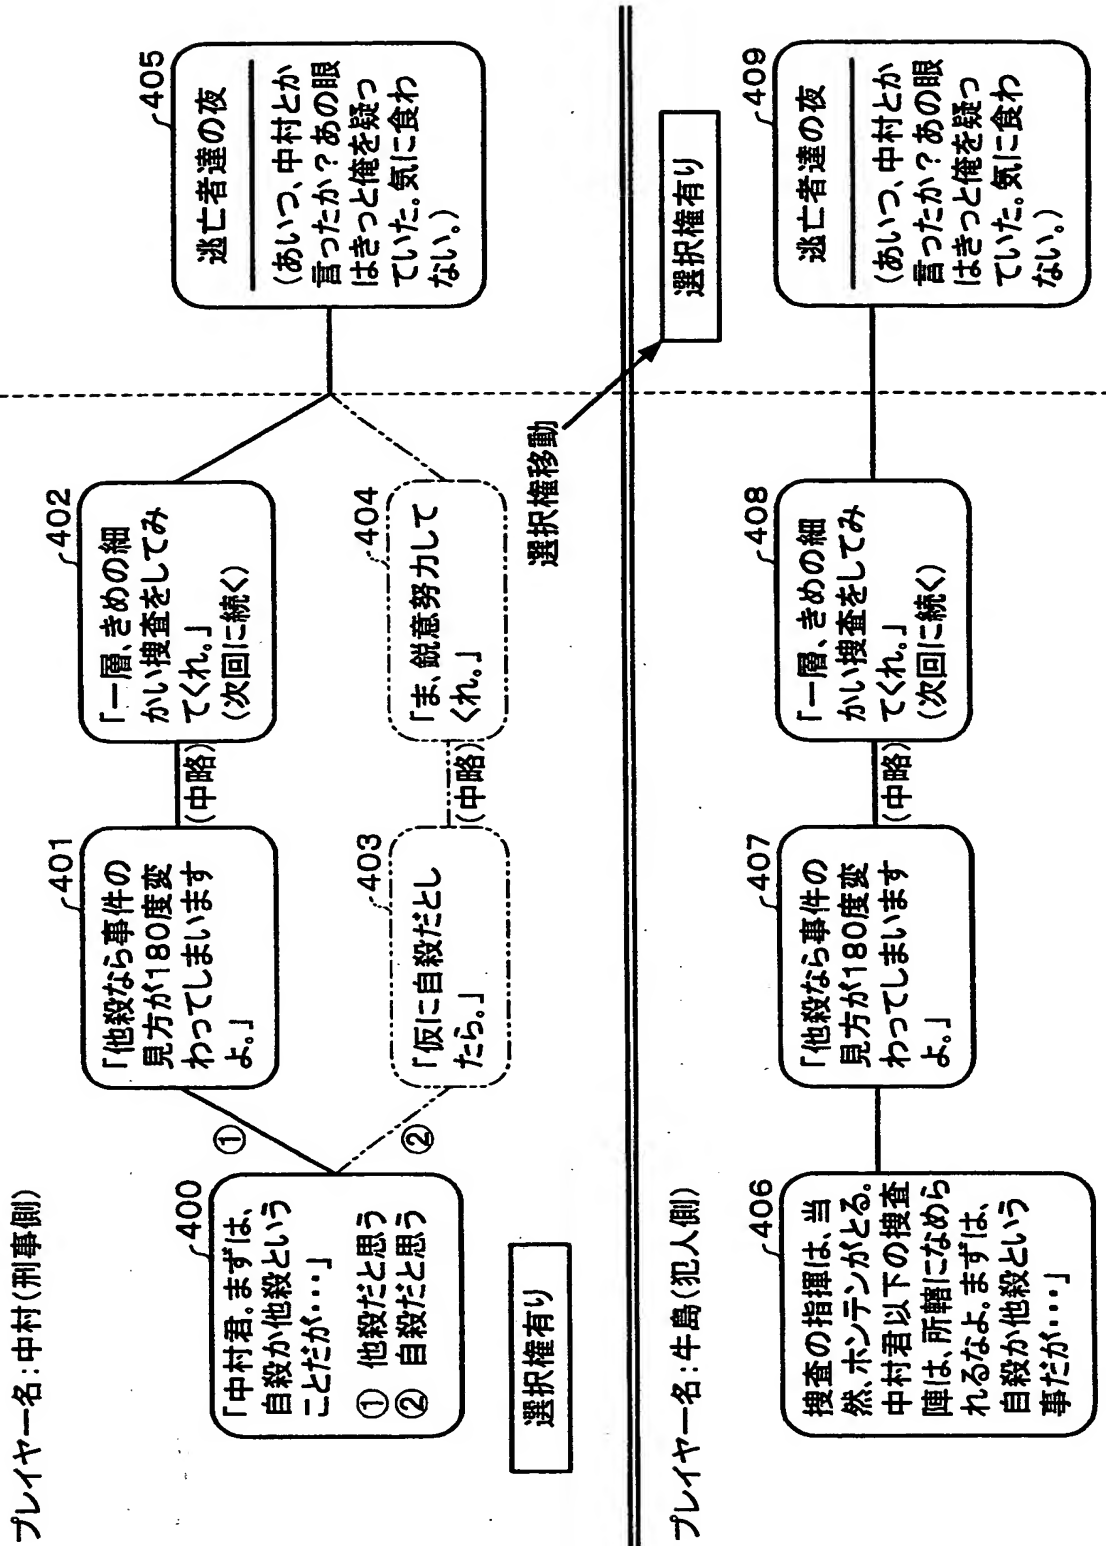 プレイヤー名:中村(刑事側)
400
「中村君。まずは、
自殺か他殺という
ことだが・・・」
① 他殺だと思う
② 自殺だと思う
選択権有り
①
②
401
「他殺なら事件の
見方が180度変
わってしまいます
よ。」
(中略)
402
「一層、きめの細
かい捜査をしてみ
てくれ。」
(次回に続く)
403
「仮に自殺だとし
たら。」
(中略)
404
「ま、鋭意努力して
くれ。」
405
逃亡者達の夜
(あいつ、中村とか
言ったか?あの眼
はきっと俺を疑っ
ていた。気に食わ
ない。)
選択権移動
選択権有り
プレイヤー名:牛島(犯人側)
406
捜査の指揮は、当
然、ホンテンがとる。
中村君以下の捜査
陣は、所轄になめら
れるなよ。まずは、
自殺か他殺という
事だが・・・」
407
「他殺なら事件の
見方が180度変
わってしまいます
よ。」
(中略)
408
「一層、きめの細
かい捜査をしてみ
てくれ。」
(次回に続く)
409
逃亡者達の夜
(あいつ、中村とか
言ったか?あの眼
はきっと俺を疑っ
ていた。気に食わ
ない。)